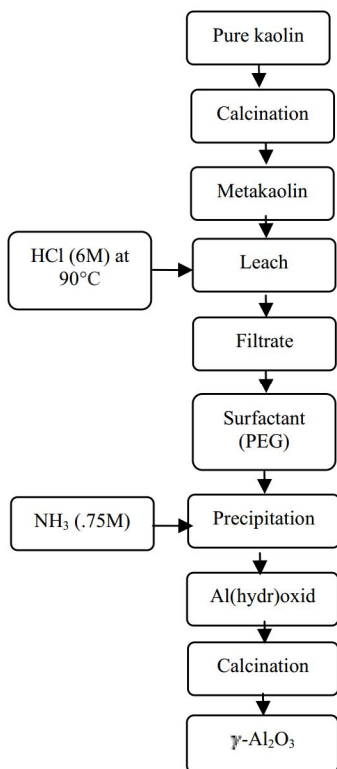 Pure kaolin
Calcination
Metakaolin
HCl (6M) at
90°C
Leach
Filtrate
Surfactant
(PEG)
NH₃ (.75M)
Precipitation
Al(hydr)oxid
Calcination
γ-Al₂O₃